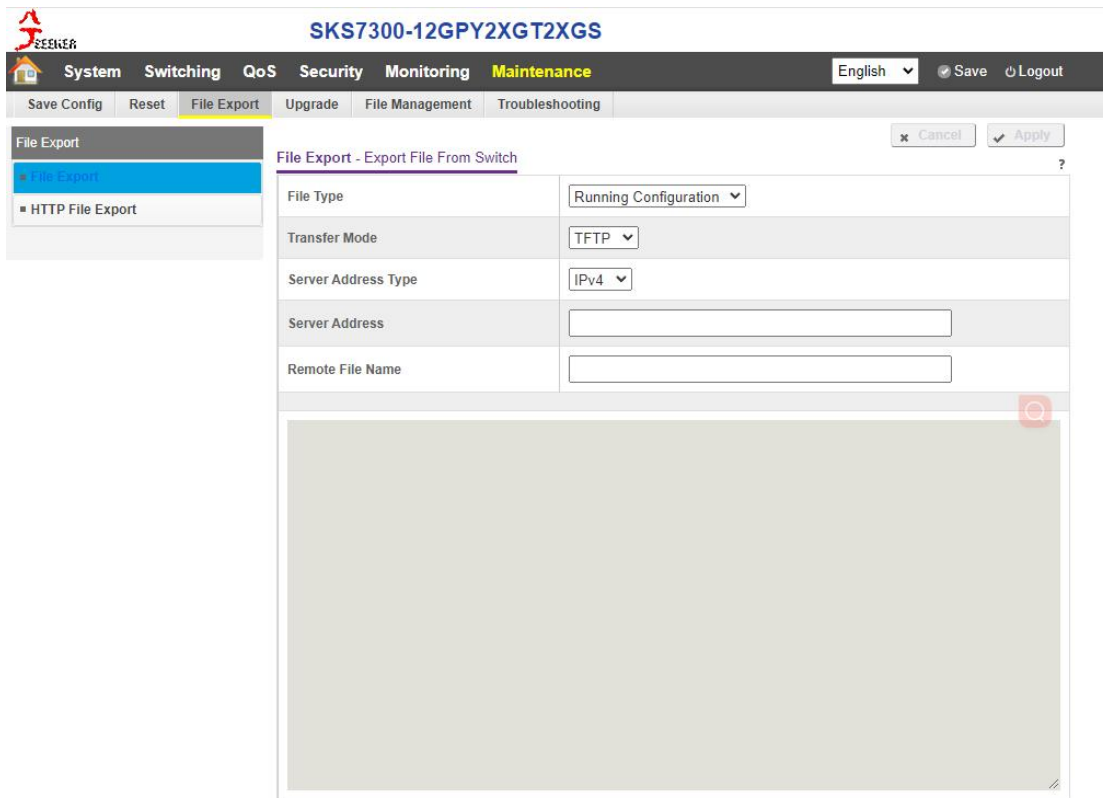 SEEKER
SKS7300-12GPY2XGT2XGS
System Switching QoS Security Monitoring Maintenance English Save Logout
Save Config Reset File Export Upgrade File Management Troubleshooting
File Export
File Export
HTTP File Export
Cancel Apply
File Export - Export File From Switch ?
File Type Running Configuration
Transfer Mode TFTP
Server Address Type IPv4
Server Address
Remote File Name